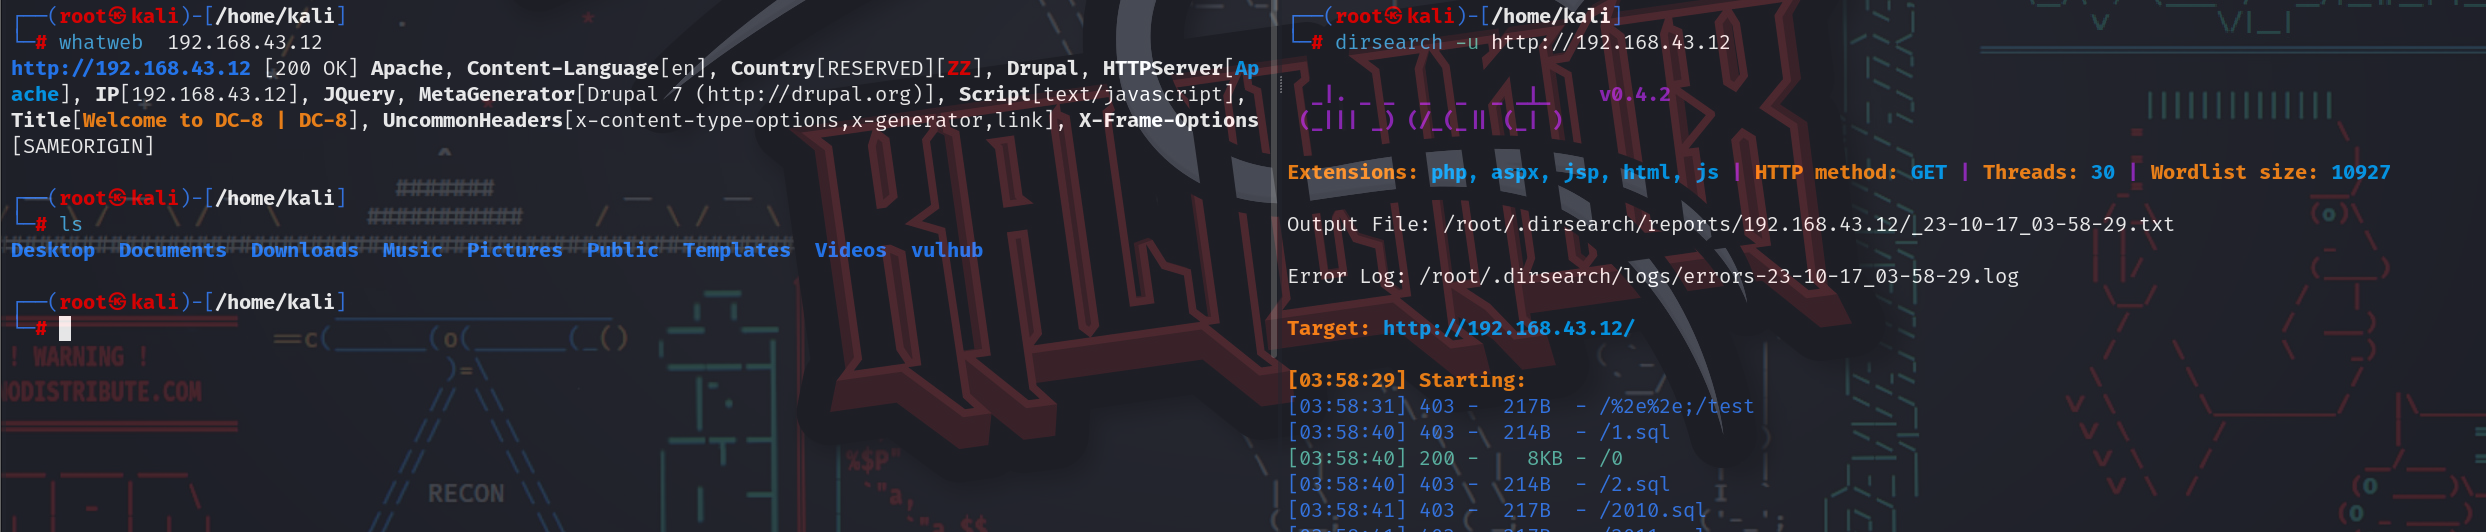 ┌──(root㉿kali)-[/home/kali]
└─# whatweb  192.168.43.12
http://192.168.43.12 [200 OK] Apache, Content-Language[en], Country[RESERVED][ZZ], Drupal, HTTPServer[Ap
ache], IP[192.168.43.12], JQuery, MetaGenerator[Drupal 7 (http://drupal.org)], Script[text/javascript],
Title[Welcome to DC-8 | DC-8], UncommonHeaders[x-content-type-options,x-generator,link], X-Frame-Options
[SAMEORIGIN]
┌──(root㉿kali)-[/home/kali]
└─# ls
Desktop  Documents  Downloads  Music  Pictures  Public  Templates  Videos  vulhub
┌──(root㉿kali)-[/home/kali]
└─#
! WARNING !
NODISTRIBUTE.COM
RECON
┌──(root㉿kali)-[/home/kali]
└─# dirsearch -u http://192.168.43.12
v0.4.2
Extensions: php, aspx, jsp, html, js | HTTP method: GET | Threads: 30 | Wordlist size: 10927
Output File: /root/.dirsearch/reports/192.168.43.12/_23-10-17_03-58-29.txt
Error Log: /root/.dirsearch/logs/errors-23-10-17_03-58-29.log
Target: http://192.168.43.12/
[03:58:29] Starting:
[03:58:31] 403 -  217B  - /%2e%2e;/test
[03:58:40] 403 -  214B  - /1.sql
[03:58:40] 200 -    8KB - /0
[03:58:40] 403 -  214B  - /2.sql
[03:58:41] 403 -  217B  - /2010.sql